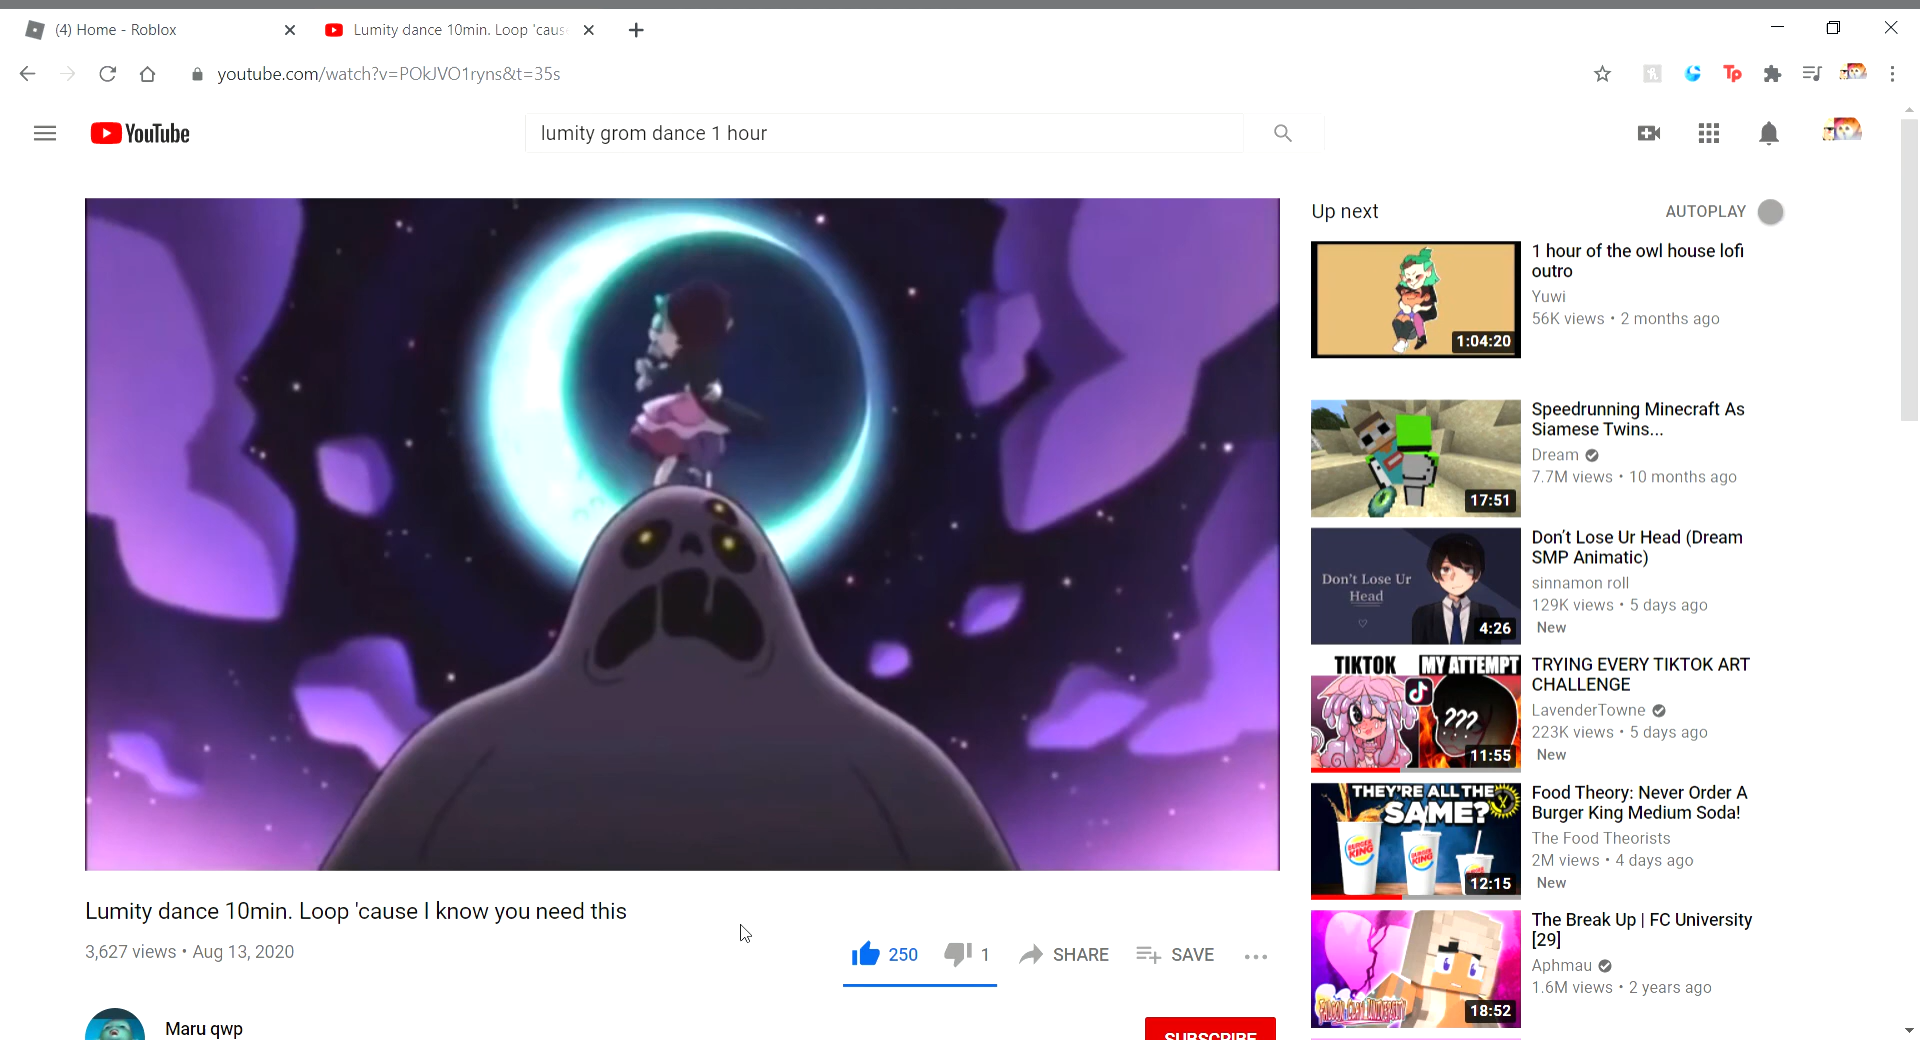 (4) Home - Roblox
Lumity dance 10min. Loop 'caus
youtube.com/watch?v=POkJVO1ryns&t=35s
Tp
YouTube
lumity grom dance 1 hour
Up next
AUTOPLAY
1:04:20
1 hour of the owl house lofi
outro
Yuwi
56K views • 2 months ago
17:51
Speedrunning Minecraft As
Siamese Twins...
Dream
7.7M views • 10 months ago
Don't Lose Ur
Head
4:26
Don’t Lose Ur Head (Dream
SMP Animatic)
sinnamon roll
129K views • 5 days ago
New
TIKTOK MY ATTEMPT
???
11:55
TRYING EVERY TIKTOK ART
CHALLENGE
LavenderTowne
223K views • 5 days ago
New
THEY'RE ALL THE
SAME?
BURGER KING
BURGER KING
12:15
Food Theory: Never Order A
Burger King Medium Soda!
The Food Theorists
2M views • 4 days ago
New
FALCON CLAW UNIVERSITY
18:52
The Break Up | FC University
[29]
Aphmau
1.6M views • 2 years ago
Lumity dance 10min. Loop 'cause I know you need this
3,627 views • Aug 13, 2020
250
1
SHARE
SAVE
Maru qwp
SUBSCRIBE